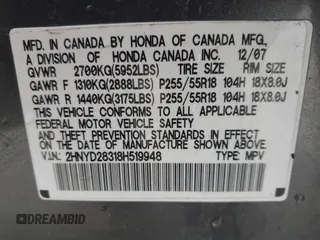 MFD. IN CANADA BY HONDA OF CANADA MFG.,
A DIVISION OF HONDA CANADA INC. 12/07
GVWR 2700KG(5952LBS) TIRE SIZE RIM SIZE
GAWR F 1310KG(2888LBS) P255/55R18 104H 18X8.0J
GAWR R 1440KG(3175LBS) P255/55R18 104H 18X8.0J
THIS VEHICLE CONFORMS TO ALL APPLICABLE
FEDERAL MOTOR VEHICLE SAFETY AND THEFT PREVENTION
STANDARDS IN EFFECT ON THE DATE OF
MANUFACTURE SHOWN ABOVE.
V.I.N.: 2HNYD28318H519948 TYPE: MPV
AUTOBIDMASTER